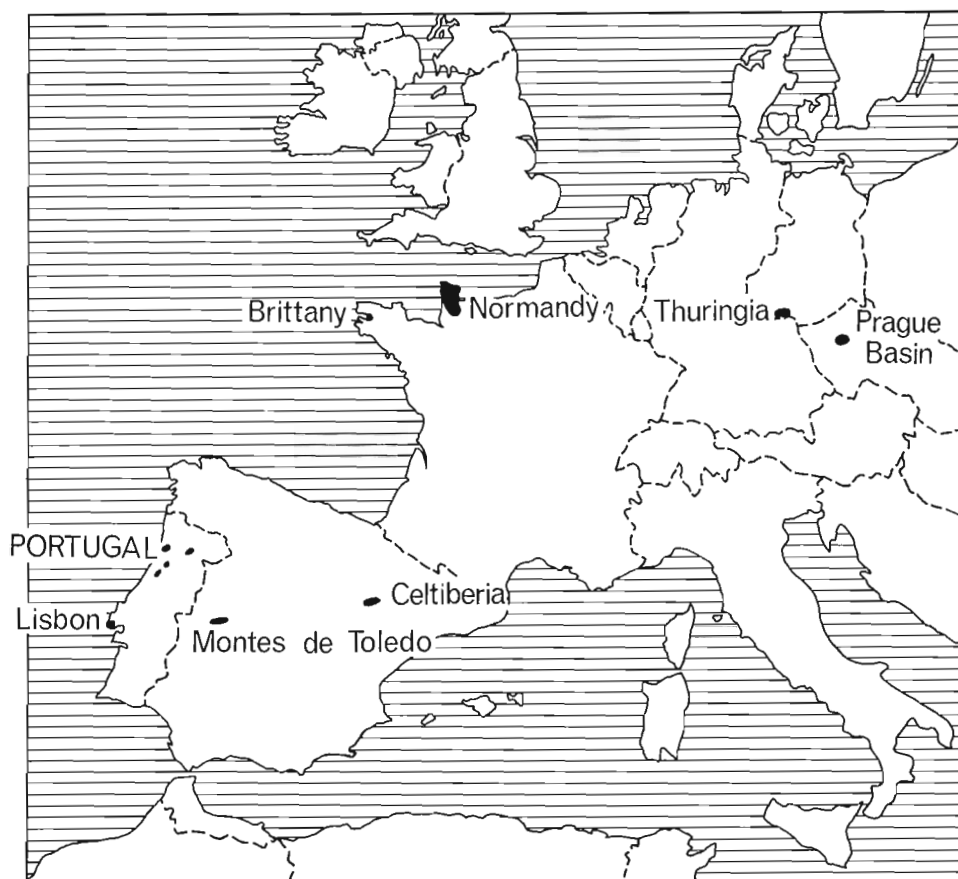 Brittany
Normandy
Thuringia
Prague
Basin
PORTUGAL
Celtiberia
Lisbon
Montes de Toledo